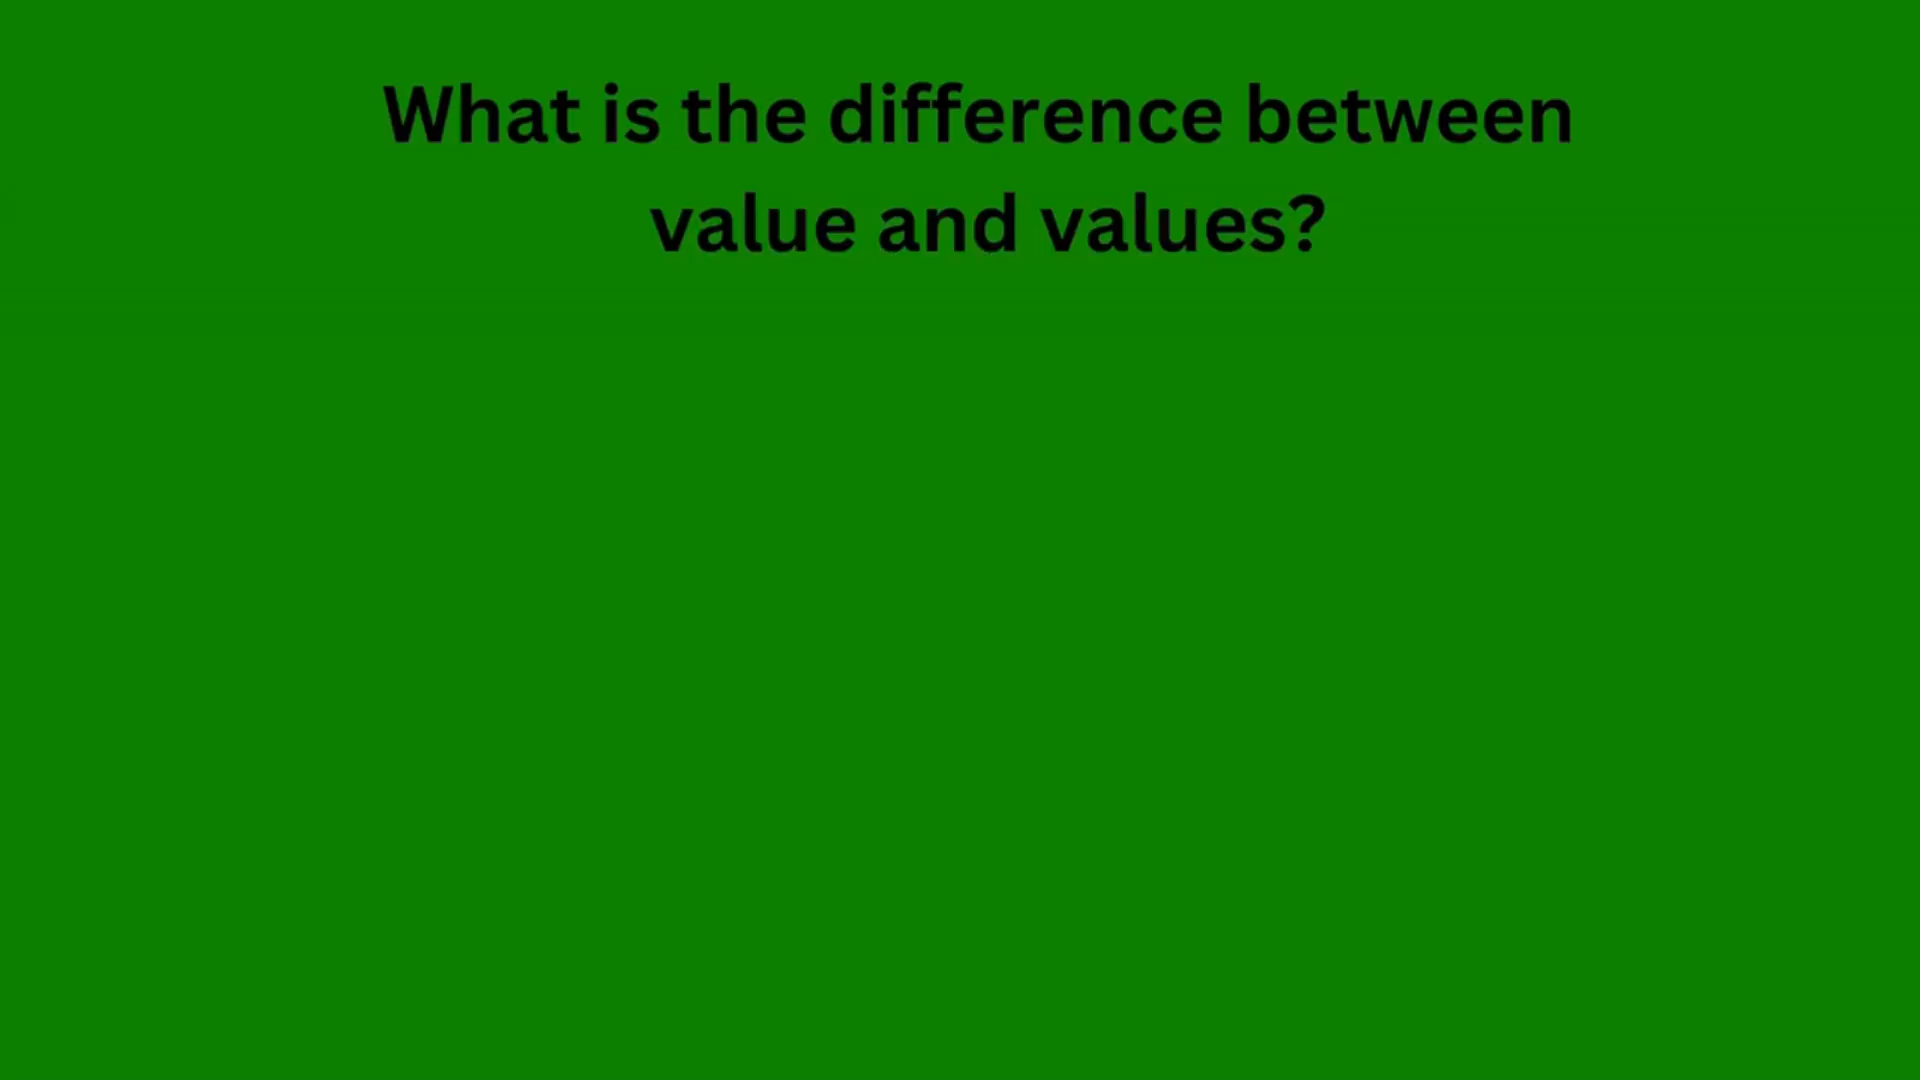 What is the difference between
value and values?